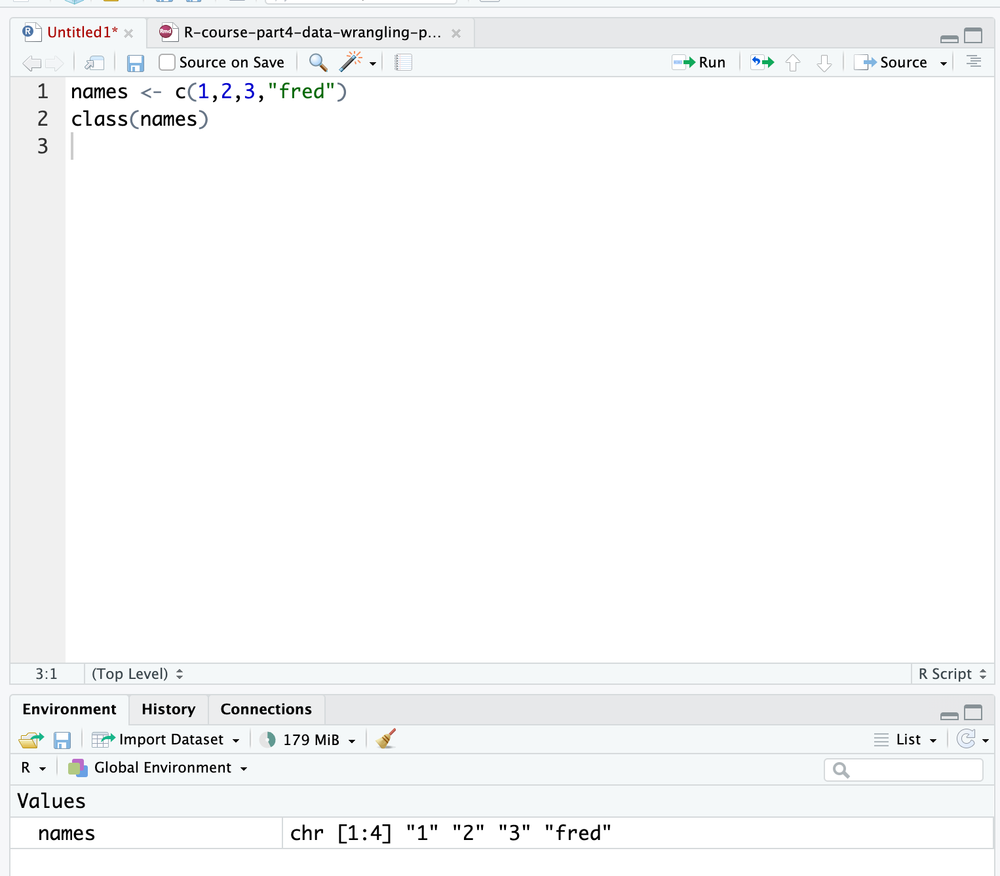 R Untitled1* Rmd R-course-part4-data-wrangling-p...
Source on Save Run Source
1 names <- c(1,2,3,"fred")
2 class(names)
3
3:1 (Top Level) R Script
Environment History Connections
Import Dataset 179 MiB List
R Global Environment
Values
names chr [1:4] "1" "2" "3" "fred"